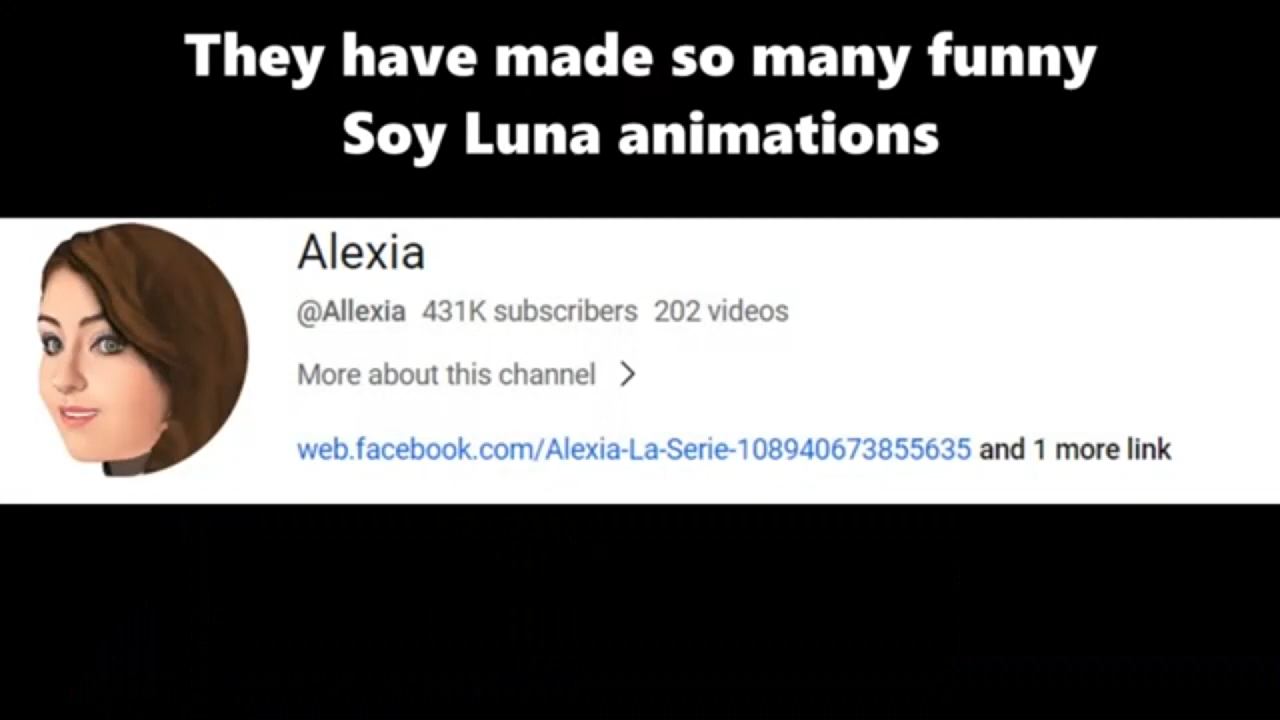 They have made so many funny
Soy Luna animations
Alexia
@Allexia 431K subscribers 202 videos
More about this channel >
web.facebook.com/Alexia-La-Serie-108940673855635 and 1 more link